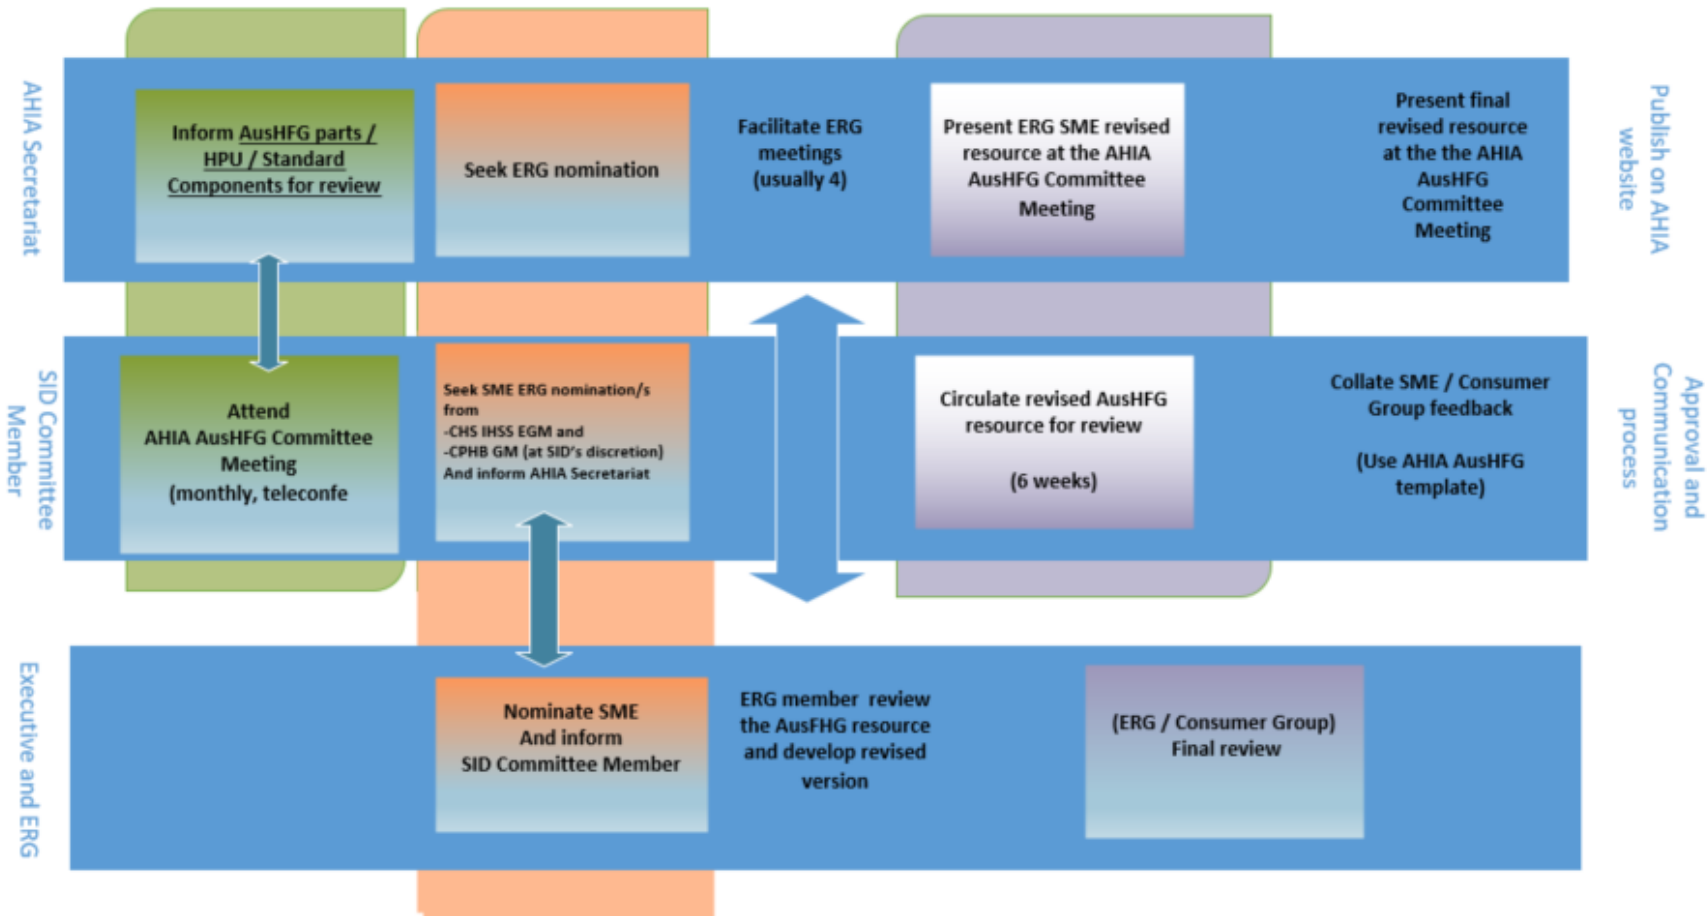 AHIA Secretariat
Inform AusHFG parts /
HPU / Standard
Components for review
Seek ERG nomination
Facilitate ERG
meetings
(usually 4)
Present ERG SME revised
resource at the AHIA
AusHFG Committee
Meeting
Present final
revised resource
at the the AHIA
AusHFG
Committee
Meeting
Publish on AHIA
website
SID Committee
Member
Attend
AHIA AusHFG Committee
Meeting
(monthly, teleconfe
Seek SME ERG nomination/s
from
-CHS IHSS EGM and
-CPHB GM (at SID's discretion)
And inform AHIA Secretariat
Circulate revised AusHFG
resource for review
(6 weeks)
Collate SME / Consumer
Group feedback
(Use AHIA AusHFG
template)
Approval and
Communication
process
Executive and ERG
Nominate SME
And inform
SID Committee Member
ERG member review
the AusFHG resource
and develop revised
version
(ERG / Consumer Group)
Final review